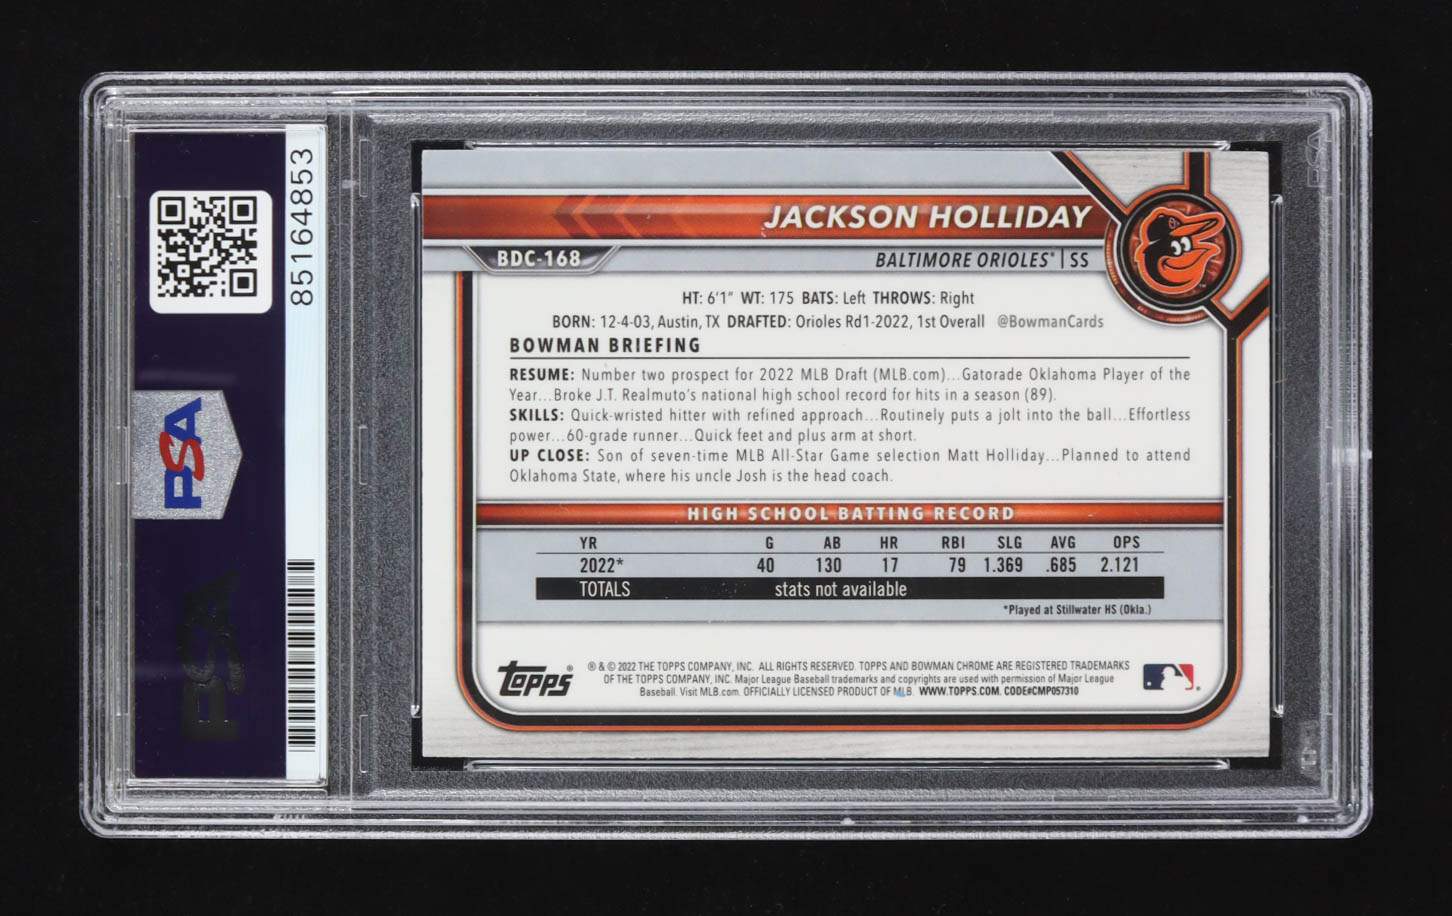 85164853
PSA
PSA
JACKSON HOLLIDAY
BDC-168
BALTIMORE ORIOLES® | SS
HT: 6'1" WT: 175 BATS: Left THROWS: Right
BORN: 12-4-03, Austin, TX DRAFTED: Orioles Rd1-2022, 1st Overall @BowmanCards
BOWMAN BRIEFING
RESUME: Number two prospect for 2022 MLB Draft (MLB.com)...Gatorade Oklahoma Player of the
Year...Broke J.T. Realmuto's national high school record for hits in a season (89).
SKILLS: Quick-wristed hitter with refined approach...Routinely puts a jolt into the ball...Effortless
power...60-grade runner...Quick feet and plus arm at short.
UP CLOSE: Son of seven-time MLB All-Star Game selection Matt Holliday...Planned to attend
Oklahoma State, where his uncle Josh is the head coach.
HIGH SCHOOL BATTING RECORD
YR G AB HR RBI SLG AVG OPS
2022* 40 130 17 79 1.369 .685 2.121
TOTALS stats not available
*Played at Stillwater HS (Okla.)
Topps®
® & © 2022 THE TOPPS COMPANY, INC. ALL RIGHTS RESERVED. TOPPS AND BOWMAN CHROME ARE REGISTERED TRADEMARKS
OF THE TOPPS COMPANY, INC. Major League Baseball trademarks and copyrights are used with permission of Major League
Baseball. Visit MLB.com. OFFICIALLY LICENSED PRODUCT OF MLB. WWW.TOPPS.COM. CODE#CMP057310